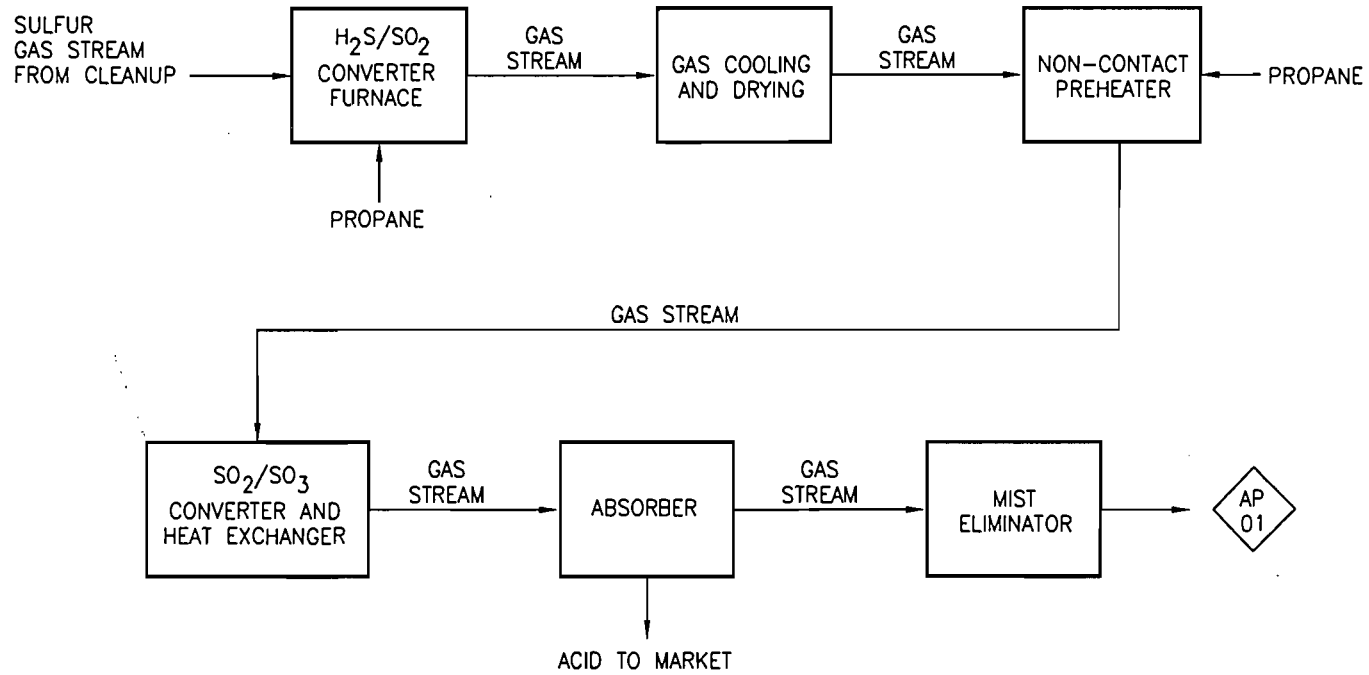 SULFUR
GAS STREAM
FROM CLEANUP
H₂S/SO₂
CONVERTER
FURNACE
PROPANE
GAS
STREAM
GAS COOLING
AND DRYING
GAS
STREAM
NON-CONTACT
PREHEATER
PROPANE
GAS STREAM
SO₂/SO₃
CONVERTER AND
HEAT EXCHANGER
GAS
STREAM
ABSORBER
ACID TO MARKET
GAS
STREAM
MIST
ELIMINATOR
AP
01